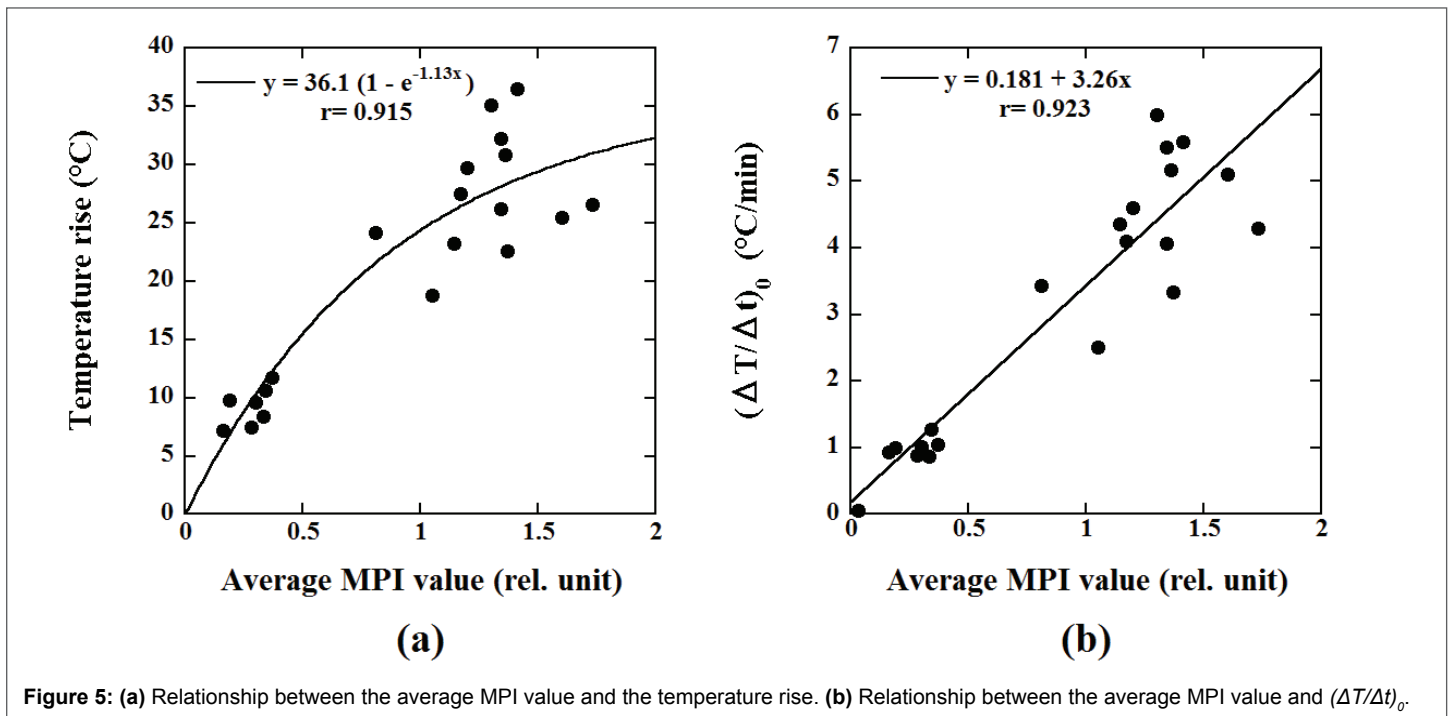 40
35
30
25
20
15
10
5
0
0
0.5
1
1.5
2
Temperature rise (°C)
y = 36.1 (1 - e^-1.13x)
r= 0.915
Average MPI value (rel. unit)
(a)
7
6
5
4
3
2
1
0
0
0.5
1
1.5
2
(ΔT/Δt)0 (°C/min)
y = 0.181 + 3.26x
r= 0.923
Average MPI value (rel. unit)
(b)
Figure 5: (a) Relationship between the average MPI value and the temperature rise. (b) Relationship between the average MPI value and (ΔT/Δt)0.